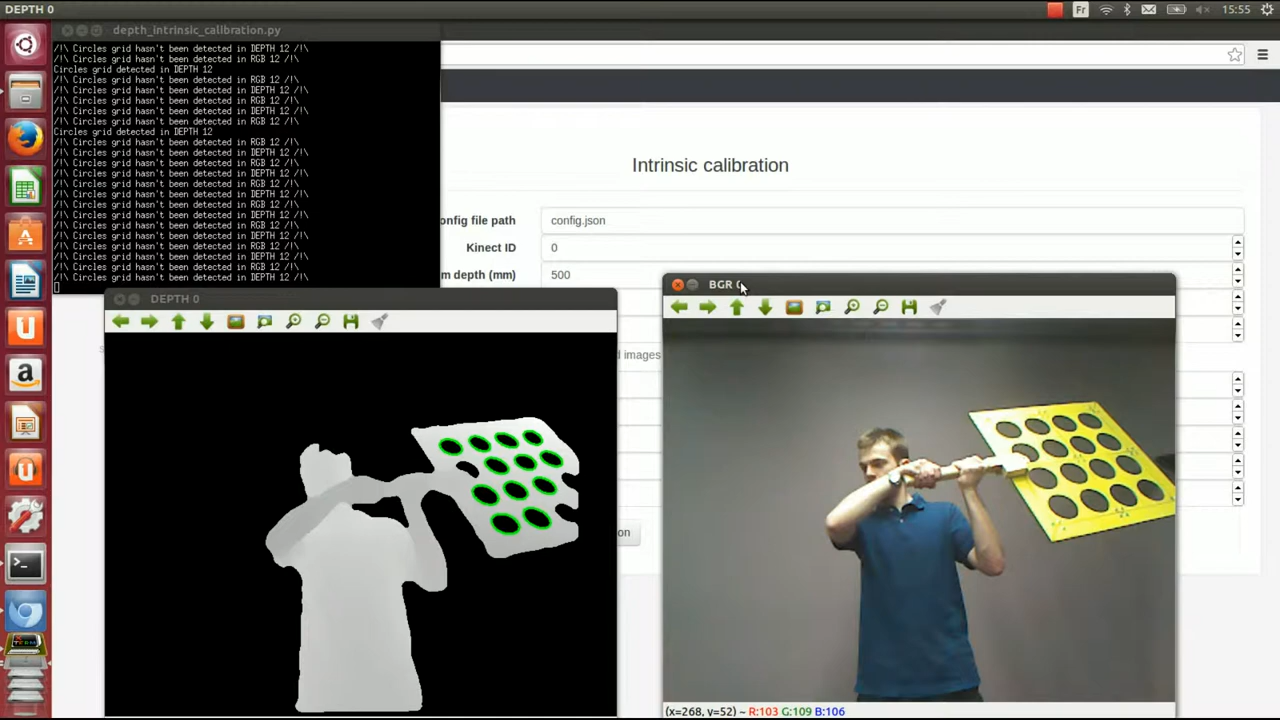 DEPTH 0
Fr
15:55
depth_intrinsic_calibration.py
/!\ Circles grid hasn't been detected in DEPTH 12 /!\
/!\ Circles grid hasn't been detected in RGB 12 /!\
Circles grid detected in DEPTH 12
/!\ Circles grid hasn't been detected in RGB 12 /!\
/!\ Circles grid hasn't been detected in DEPTH 12 /!\
/!\ Circles grid hasn't been detected in RGB 12 /!\
/!\ Circles grid hasn't been detected in DEPTH 12 /!\
/!\ Circles grid hasn't been detected in RGB 12 /!\
Circles grid detected in DEPTH 12
/!\ Circles grid hasn't been detected in RGB 12 /!\
/!\ Circles grid hasn't been detected in DEPTH 12 /!\
/!\ Circles grid hasn't been detected in RGB 12 /!\
/!\ Circles grid hasn't been detected in DEPTH 12 /!\
/!\ Circles grid hasn't been detected in RGB 12 /!\
/!\ Circles grid hasn't been detected in DEPTH 12 /!\
/!\ Circles grid hasn't been detected in RGB 12 /!\
/!\ Circles grid hasn't been detected in DEPTH 12 /!\
/!\ Circles grid hasn't been detected in RGB 12 /!\
/!\ Circles grid hasn't been detected in DEPTH 12 /!\
/!\ Circles grid hasn't been detected in RGB 12 /!\
/!\ Circles grid hasn't been detected in DEPTH 12 /!\
/!\ Circles grid hasn't been detected in RGB 12 /!\
/!\ Circles grid hasn't been detected in DEPTH 12 /!\
Intrinsic calibration
onfig file path
config.json
Kinect ID
0
m depth (mm)
500
d images
on
DEPTH 0
BGR
(x=268, y=52) ~ R:103 G:109 B:106